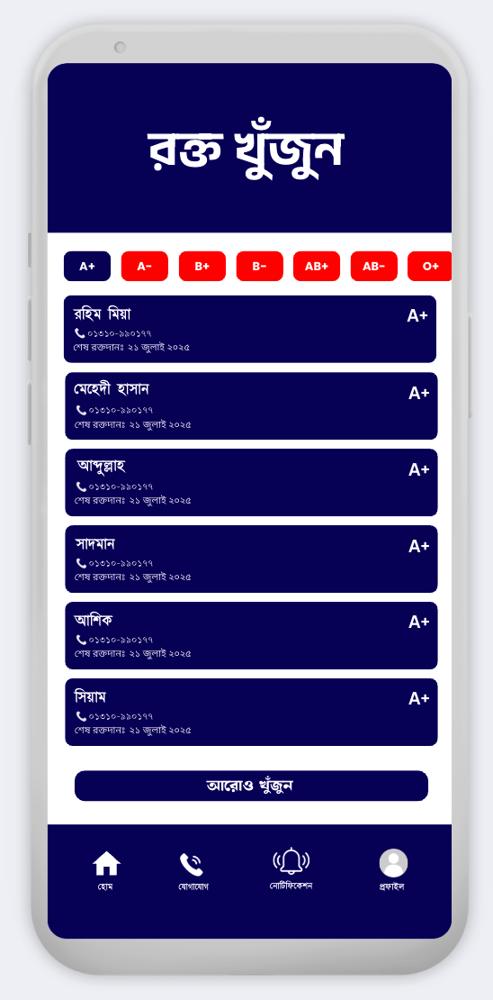 রক্ত খুঁজুন
A+ A- B+ B- AB+ AB- O+
রহিম মিয়া A+
০১৩১০-৯৯০১৭৭
শেষ রক্তদানঃ ২১ জুলাই ২০২৫
মেহেদী হাসান A+
০১৩১০-৯৯০১৭৭
শেষ রক্তদানঃ ২১ জুলাই ২০২৫
আব্দুল্লাহ A+
০১৩১০-৯৯০১৭৭
শেষ রক্তদানঃ ২১ জুলাই ২০২৫
সাদমান A+
০১৩১০-৯৯০১৭৭
শেষ রক্তদানঃ ২১ জুলাই ২০২৫
আশিক A+
০১৩১০-৯৯০১৭৭
শেষ রক্তদানঃ ২১ জুলাই ২০২৫
সিয়াম A+
০১৩১০-৯৯০১৭৭
শেষ রক্তদানঃ ২১ জুলাই ২০২৫
আরোও খুঁজুন
হোম যোগাযোগ নোটিফিকেশন প্রফাইল